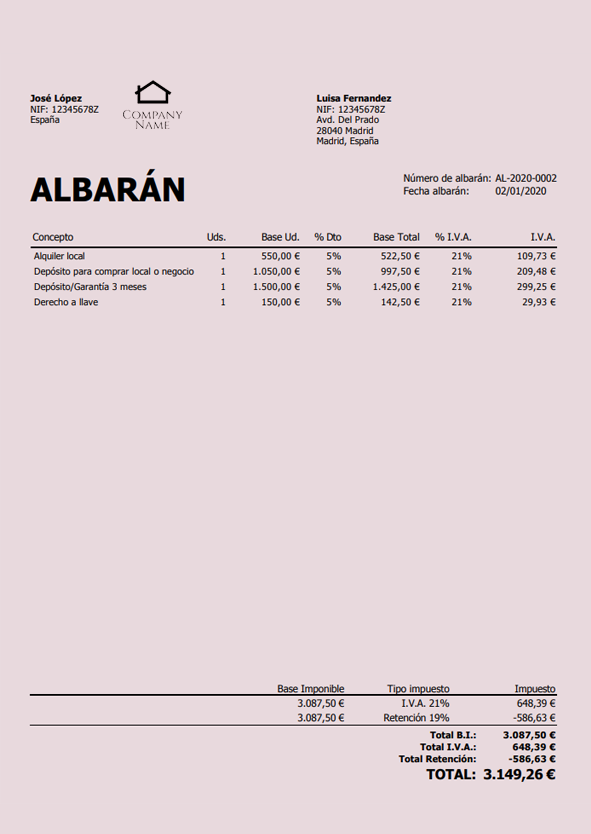 José López
NIF: 12345678Z
España
COMPANY
NAME
Luisa Fernandez
NIF: 12345678Z
Avd. Del Prado
28040 Madrid
Madrid, España
ALBARÁN
Número de albarán: AL-2020-0002
Fecha albarán: 02/01/2020
Concepto Uds. Base Ud. % Dto Base Total % I.V.A. I.V.A.
Alquiler local 1 550,00 € 5% 522,50 € 21% 109,73 €
Depósito para comprar local o negocio 1 1.050,00 € 5% 997,50 € 21% 209,48 €
Depósito/Garantía 3 meses 1 1.500,00 € 5% 1.425,00 € 21% 299,25 €
Derecho a llave 1 150,00 € 5% 142,50 € 21% 29,93 €
Base Imponible Tipo impuesto Impuesto
3.087,50 € I.V.A. 21% 648,39 €
3.087,50 € Retención 19% -586,63 €
Total B.I.: 3.087,50 €
Total I.V.A.: 648,39 €
Total Retención: -586,63 €
TOTAL: 3.149,26 €